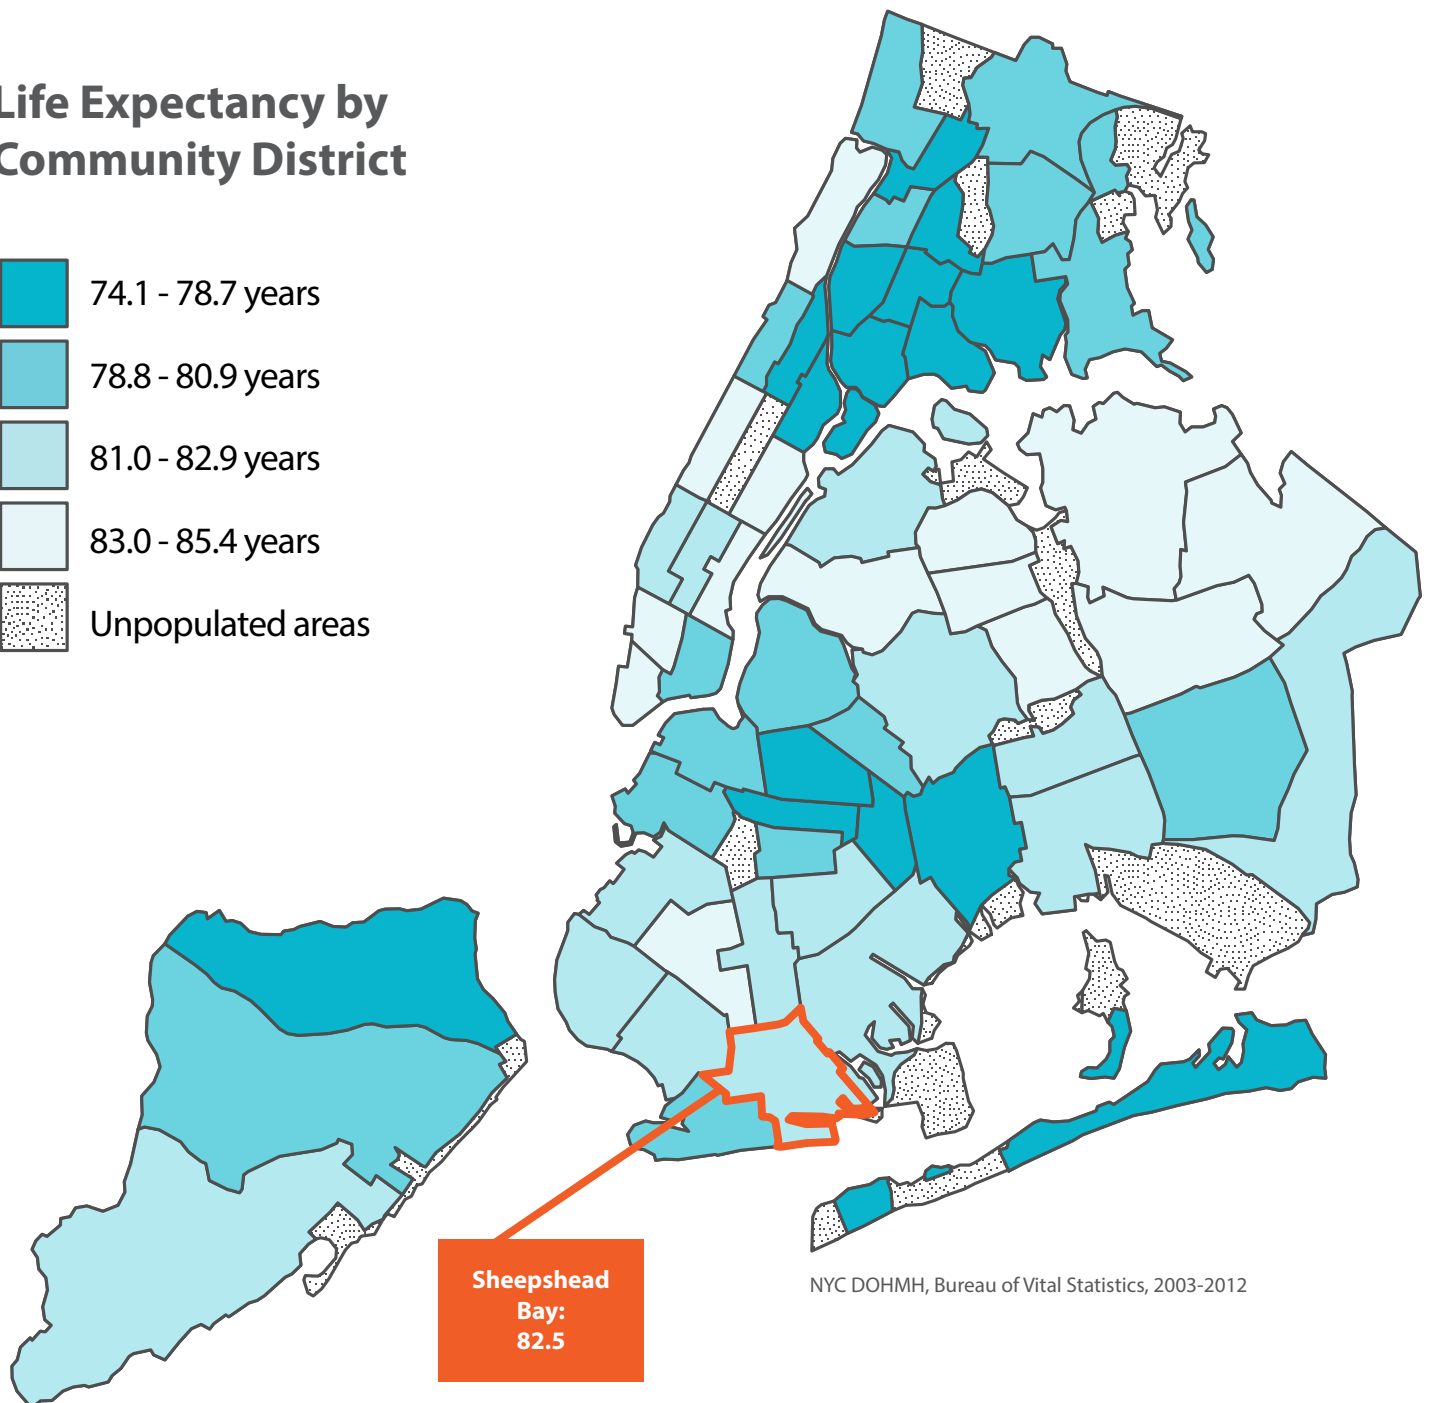 Life Expectancy by
Community District
74.1 - 78.7 years
78.8 - 80.9 years
81.0 - 82.9 years
83.0 - 85.4 years
Unpopulated areas
Sheepshead
Bay:
82.5
NYC DOHMH, Bureau of Vital Statistics, 2003-2012